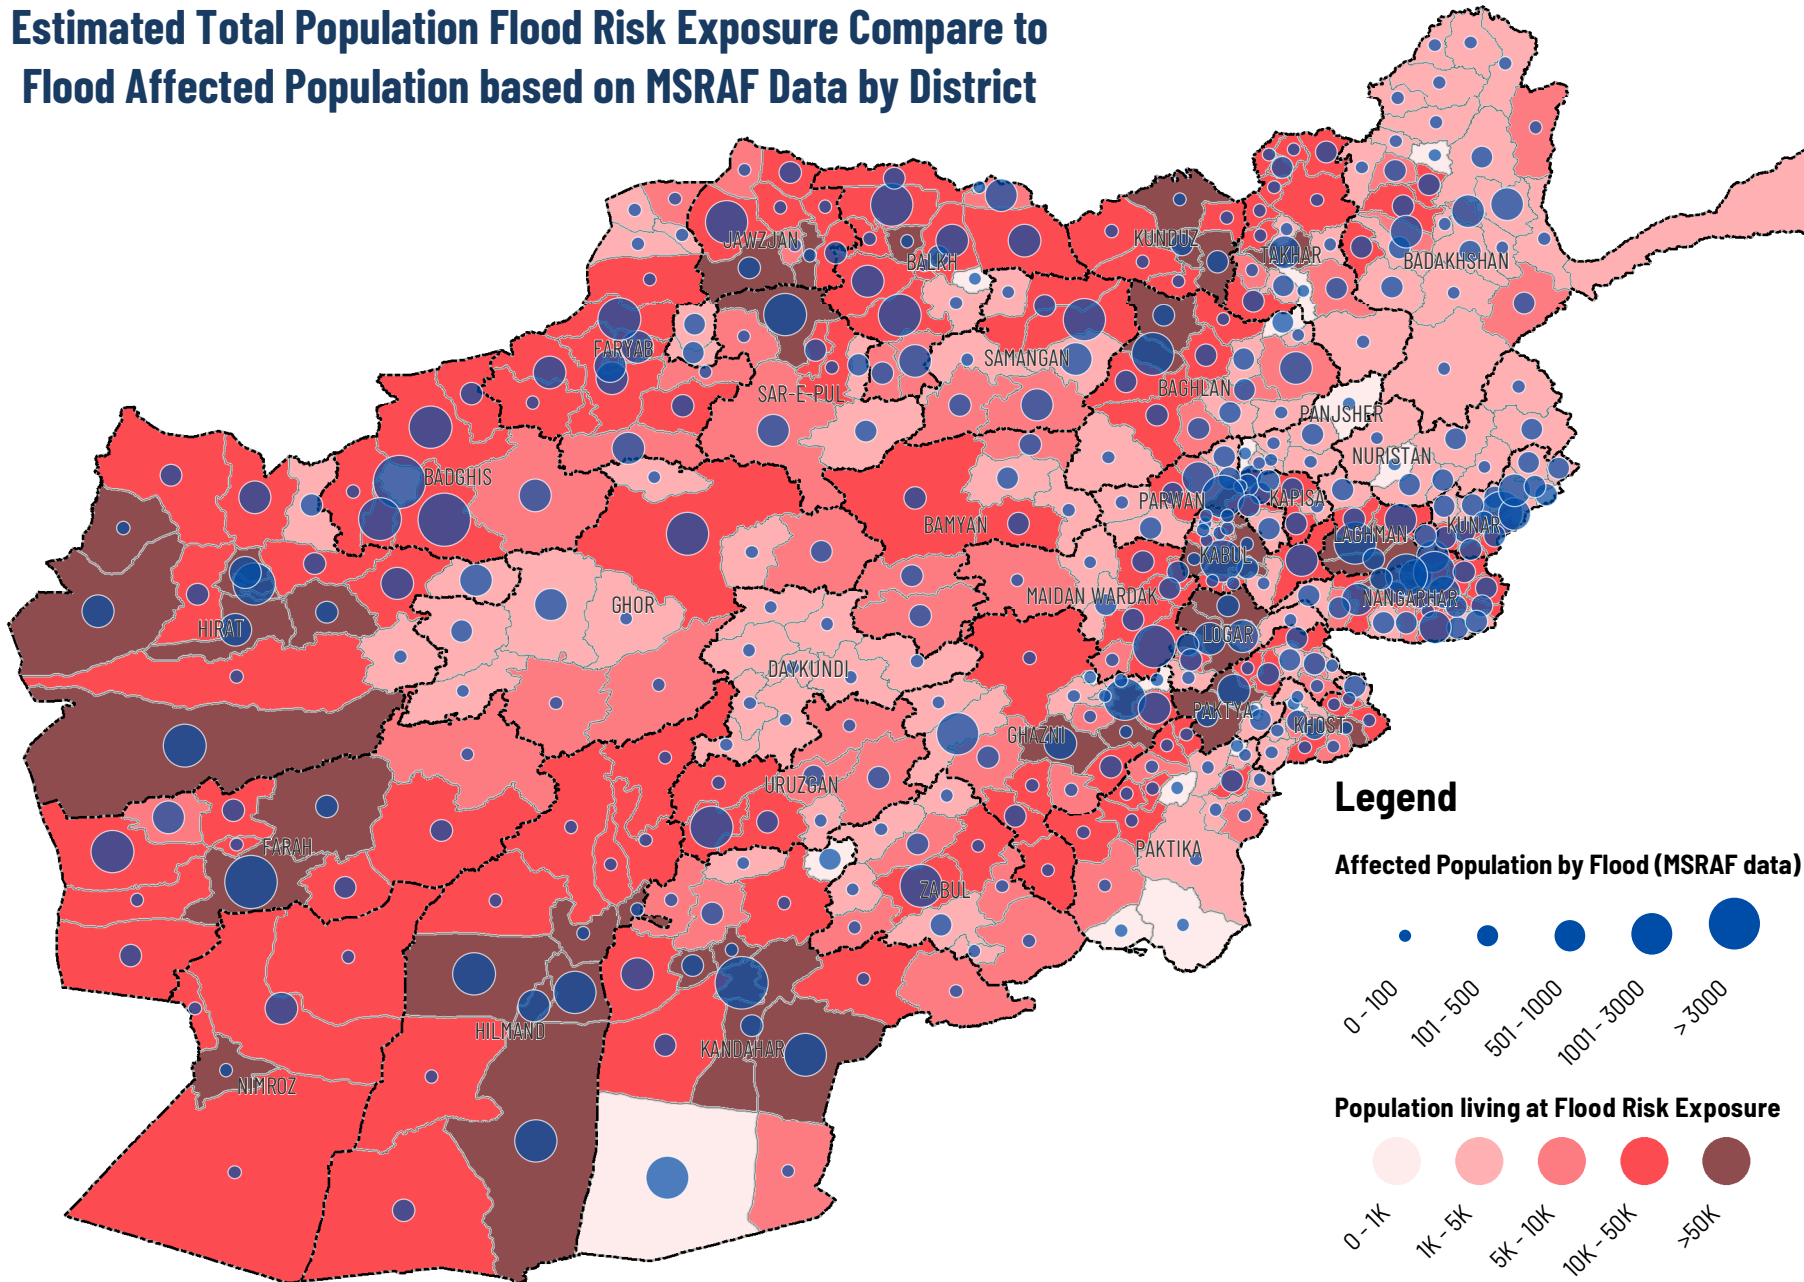 Estimated Total Population Flood Risk Exposure Compare to
Flood Affected Population based on MSRAF Data by District
JAWZJAN
BALKH
KUNDUZ
TAKHAR
BADAKHSHAN
FARYAB
SAR-E-PUL
SAMANGAN
BAGHLAN
PANJSHER
NURISTAN
BADGHIS
BAMYAN
PARWAN
KAPISA
LAGHMAN
KUNAR
KABUL
HIRAT
GHOR
MAIDAN WARDAK
NANGARHAR
LOGAR
DAYKUNDI
GHAZNI
PAKTYA
KHOST
URUZGAN
FARAH
ZABUL
PAKTIKA
HILMAND
KANDAHAR
NIMROZ
Legend
Affected Population by Flood (MSRAF data)
0 - 100
101 - 500
501 - 1000
1001 - 3000
> 3000
Population living at Flood Risk Exposure
0 - 1K
1K - 5K
5K - 10K
10K - 50K
>50K